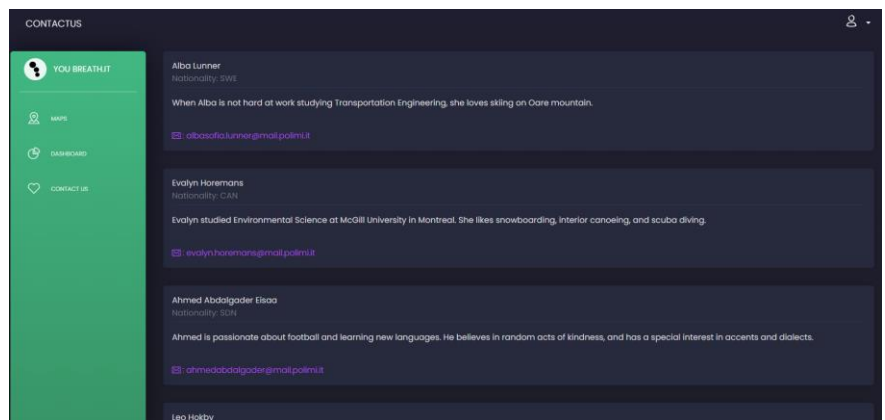 CONTACTUS
YOU BREATH.IT
MAPS
DASHBOARD
CONTACT US
Alba Lunner
Nationality: SWE
When Alba is not hard at work studying Transportation Engineering, she loves skiing on Oare mountain.
: albasofia.lunner@mail.polimi.it
Evalyn Horemans
Nationality: CAN
Evalyn studied Environmental Science at McGill University in Montreal. She likes snowboarding, interior canoeing, and scuba diving.
: evalyn.horemans@mail.polimi.it
Ahmed Abdalgader Eisaa
Nationality: SDN
Ahmed is passionate about football and learning new languages. He believes in random acts of kindness, and has a special interest in accents and dialects.
: ahmedabdalgader@mail.polimi.it
Leo Hokby